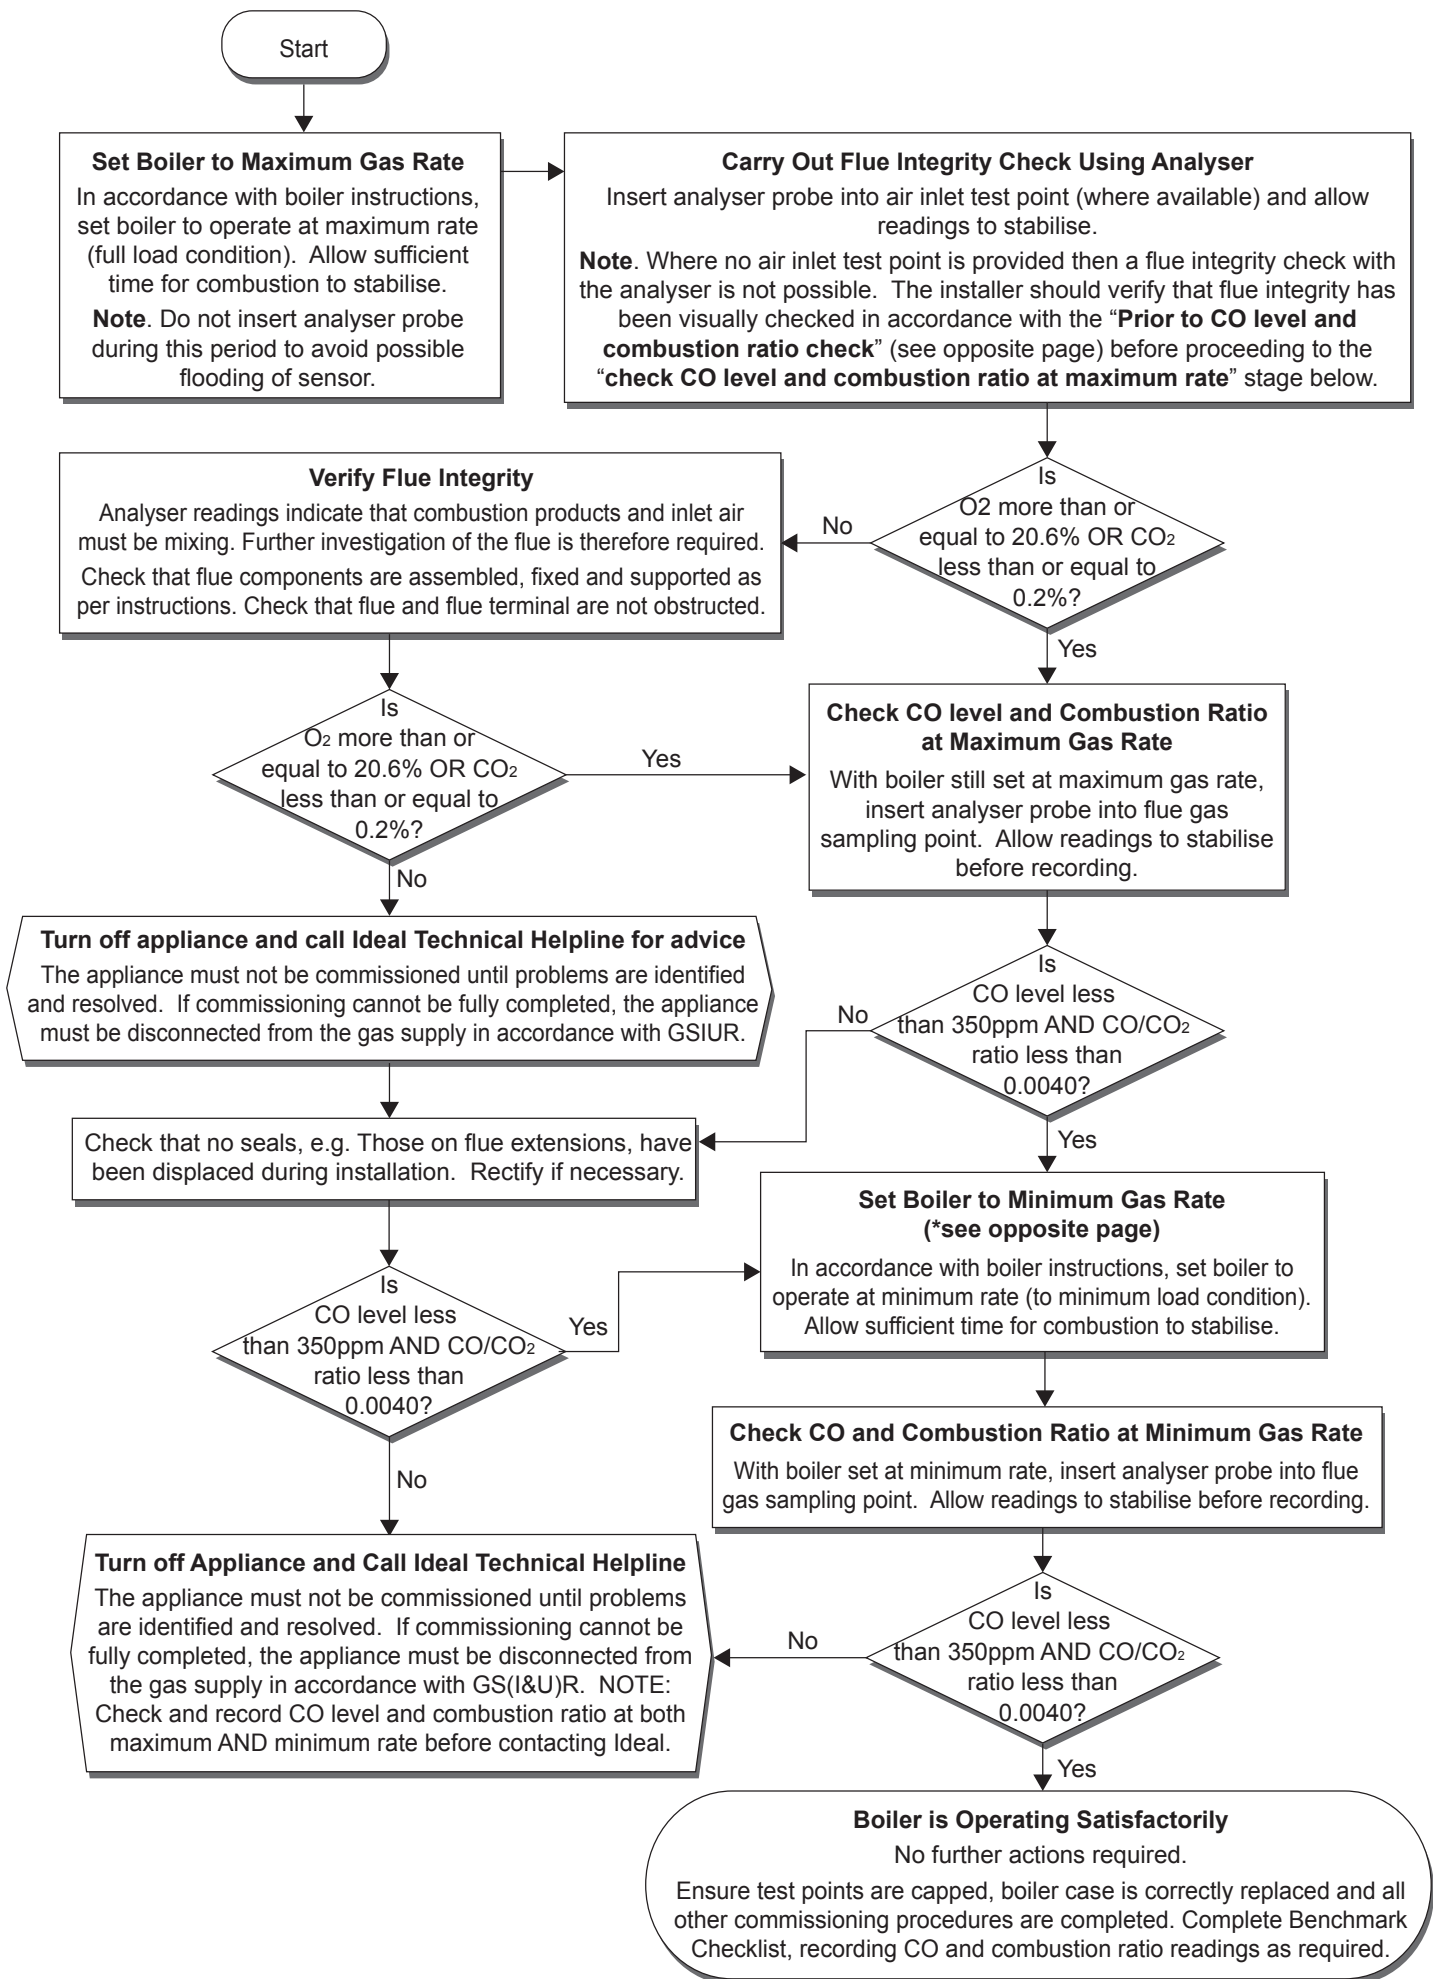 Start
Set Boiler to Maximum Gas Rate
In accordance with boiler instructions,
set boiler to operate at maximum rate
(full load condition).  Allow sufficient
time for combustion to stabilise.
Note. Do not insert analyser probe
during this period to avoid possible
flooding of sensor.
Carry Out Flue Integrity Check Using Analyser
Insert analyser probe into air inlet test point (where available) and allow
readings to stabilise.
Note. Where no air inlet test point is provided then a flue integrity check with
the analyser is not possible.  The installer should verify that flue integrity has
been visually checked in accordance with the “Prior to CO level and
combustion ratio check” (see opposite page) before proceeding to the
“check CO level and combustion ratio at maximum rate” stage below.
Is
O2 more than or
equal to 20.6% OR CO2
less than or equal to
0.2%?
No
Yes
Verify Flue Integrity
Analyser readings indicate that combustion products and inlet air
must be mixing. Further investigation of the flue is therefore required.
Check that flue components are assembled, fixed and supported as
per instructions. Check that flue and flue terminal are not obstructed.
Is
O2 more than or
equal to 20.6% OR CO2
less than or equal to
0.2%?
Yes
No
Check CO level and Combustion Ratio
at Maximum Gas Rate
With boiler still set at maximum gas rate,
insert analyser probe into flue gas
sampling point.  Allow readings to stabilise
before recording.
Turn off appliance and call Ideal Technical Helpline for advice
The appliance must not be commissioned until problems are identified
and resolved.  If commissioning cannot be fully completed, the appliance
must be disconnected from the gas supply in accordance with GSIUR.
Is
CO level less
than 350ppm AND CO/CO2
ratio less than
0.0040?
No
Yes
Check that no seals, e.g. Those on flue extensions, have
been displaced during installation.  Rectify if necessary.
Set Boiler to Minimum Gas Rate
(*see opposite page)
In accordance with boiler instructions, set boiler to
operate at minimum rate (to minimum load condition).
Allow sufficient time for combustion to stabilise.
Is
CO level less
than 350ppm AND CO/CO2
ratio less than
0.0040?
Yes
No
Check CO and Combustion Ratio at Minimum Gas Rate
With boiler set at minimum rate, insert analyser probe into flue
gas sampling point.  Allow readings to stabilise before recording.
Turn off Appliance and Call Ideal Technical Helpline
The appliance must not be commissioned until problems
are identified and resolved.  If commissioning cannot be
fully completed, the appliance must be disconnected from
the gas supply in accordance with GS(I&U)R.  NOTE:
Check and record CO level and combustion ratio at both
maximum AND minimum rate before contacting Ideal.
Is
CO level less
than 350ppm AND CO/CO2
ratio less than
0.0040?
No
Yes
Boiler is Operating Satisfactorily
No further actions required.
Ensure test points are capped, boiler case is correctly replaced and all
other commissioning procedures are completed. Complete Benchmark
Checklist, recording CO and combustion ratio readings as required.